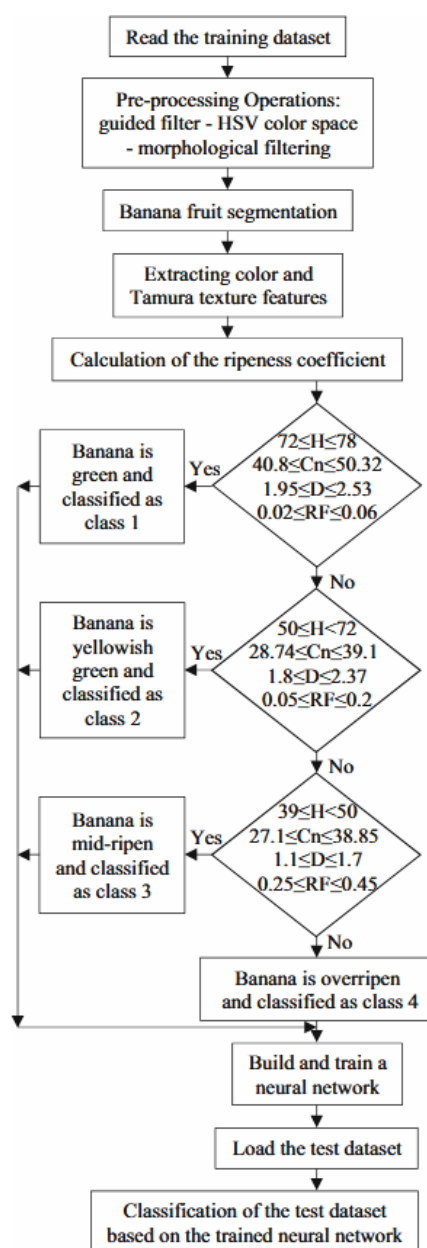 Read the training dataset
Pre-processing Operations:
guided filter - HSV color space
- morphological filtering
Banana fruit segmentation
Extracting color and
Tamura texture features
Calculation of the ripeness coefficient
72≤H≤78
40.8≤Cn≤50.32
1.95≤D≤2.53
0.02≤RF≤0.06
Yes
Banana is
green and
classified as
class 1
No
50≤H<72
28.74≤Cn≤39.1
1.8≤D≤2.37
0.05≤RF≤0.2
Yes
Banana is
yellowish
green and
classified as
class 2
No
39≤H<50
27.1≤Cn≤38.85
1.1≤D≤1.7
0.25≤RF≤0.45
Yes
Banana is
mid-ripen
and classified
as class 3
No
Banana is overripen
and classified as class 4
Build and train a
neural network
Load the test dataset
Classification of the test dataset
based on the trained neural network